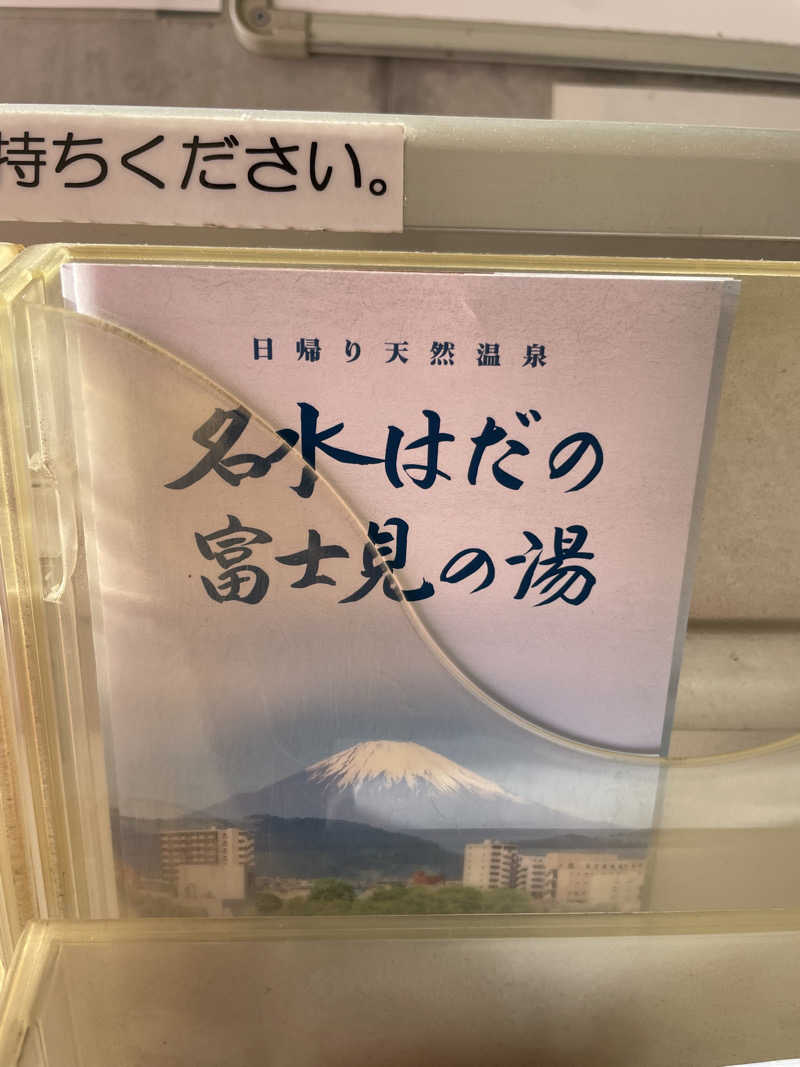 持ちください。
日帰り天然温泉
名水はだの
富士見の湯